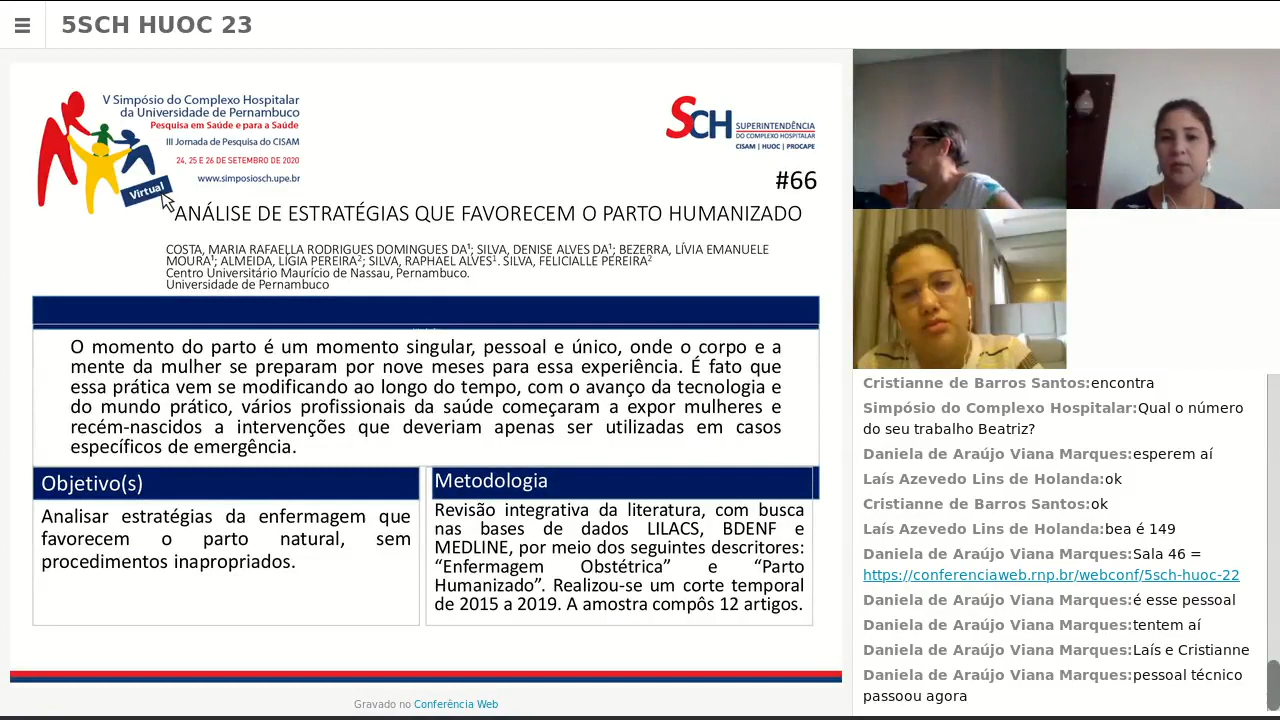 5SCH HUOC 23
V Simpósio do Complexo Hospitalar
da Universidade de Pernambuco
Pesquisa em Saúde e para a Saúde
III Jornada de Pesquisa do CISAM
24, 25 E 26 DE SETEMBRO DE 2020
www.simposiosch.upe.br
Virtual
SCH SUPERINTENDÊNCIA
DO COMPLEXO HOSPITALAR
CISAM | HUOC | PROCAPE
#66
ANÁLISE DE ESTRATÉGIAS QUE FAVORECEM O PARTO HUMANIZADO
COSTA, MARIA RAFAELLA RODRIGUES DOMINGUES DA¹; SILVA, DENISE ALVES DA¹; BEZERRA, LÍVIA EMANUELE
MOURA¹; ALMEIDA, LIGIA PEREIRA²; SILVA, RAPHAEL ALVES¹. SILVA, FELICIALLE PEREIRA²
Centro Universitário Maurício de Nassau, Pernambuco.
Universidade de Pernambuco
O momento do parto é um momento singular, pessoal e único, onde o corpo e a
mente da mulher se preparam por nove meses para essa experiência. É fato que
essa prática vem se modificando ao longo do tempo, com o avanço da tecnologia e
do mundo prático, vários profissionais da saúde começaram a expor mulheres e
recém-nascidos a intervenções que deveriam apenas ser utilizadas em casos
específicos de emergência.
Objetivo(s)
Analisar estratégias da enfermagem que
favorecem o parto natural, sem
procedimentos inapropriados.
Metodologia
Revisão integrativa da literatura, com busca
nas bases de dados LILACS, BDENF e
MEDLINE, por meio dos seguintes descritores:
“Enfermagem Obstétrica” e “Parto
Humanizado”. Realizou-se um corte temporal
de 2015 a 2019. A amostra compôs 12 artigos.
Gravado no Conferência Web
Cristianne de Barros Santos:encontra
Simpósio do Complexo Hospitalar:Qual o número
do seu trabalho Beatriz?
Daniela de Araújo Viana Marques:esperem aí
Laís Azevedo Lins de Holanda:ok
Cristianne de Barros Santos:ok
Laís Azevedo Lins de Holanda:bea é 149
Daniela de Araújo Viana Marques:Sala 46 =
https://conferenciaweb.rnp.br/webconf/5sch-huoc-22
Daniela de Araújo Viana Marques:é esse pessoal
Daniela de Araújo Viana Marques:tentem aí
Daniela de Araújo Viana Marques:Laís e Cristianne
Daniela de Araújo Viana Marques:pessoal técnico
passoou agora